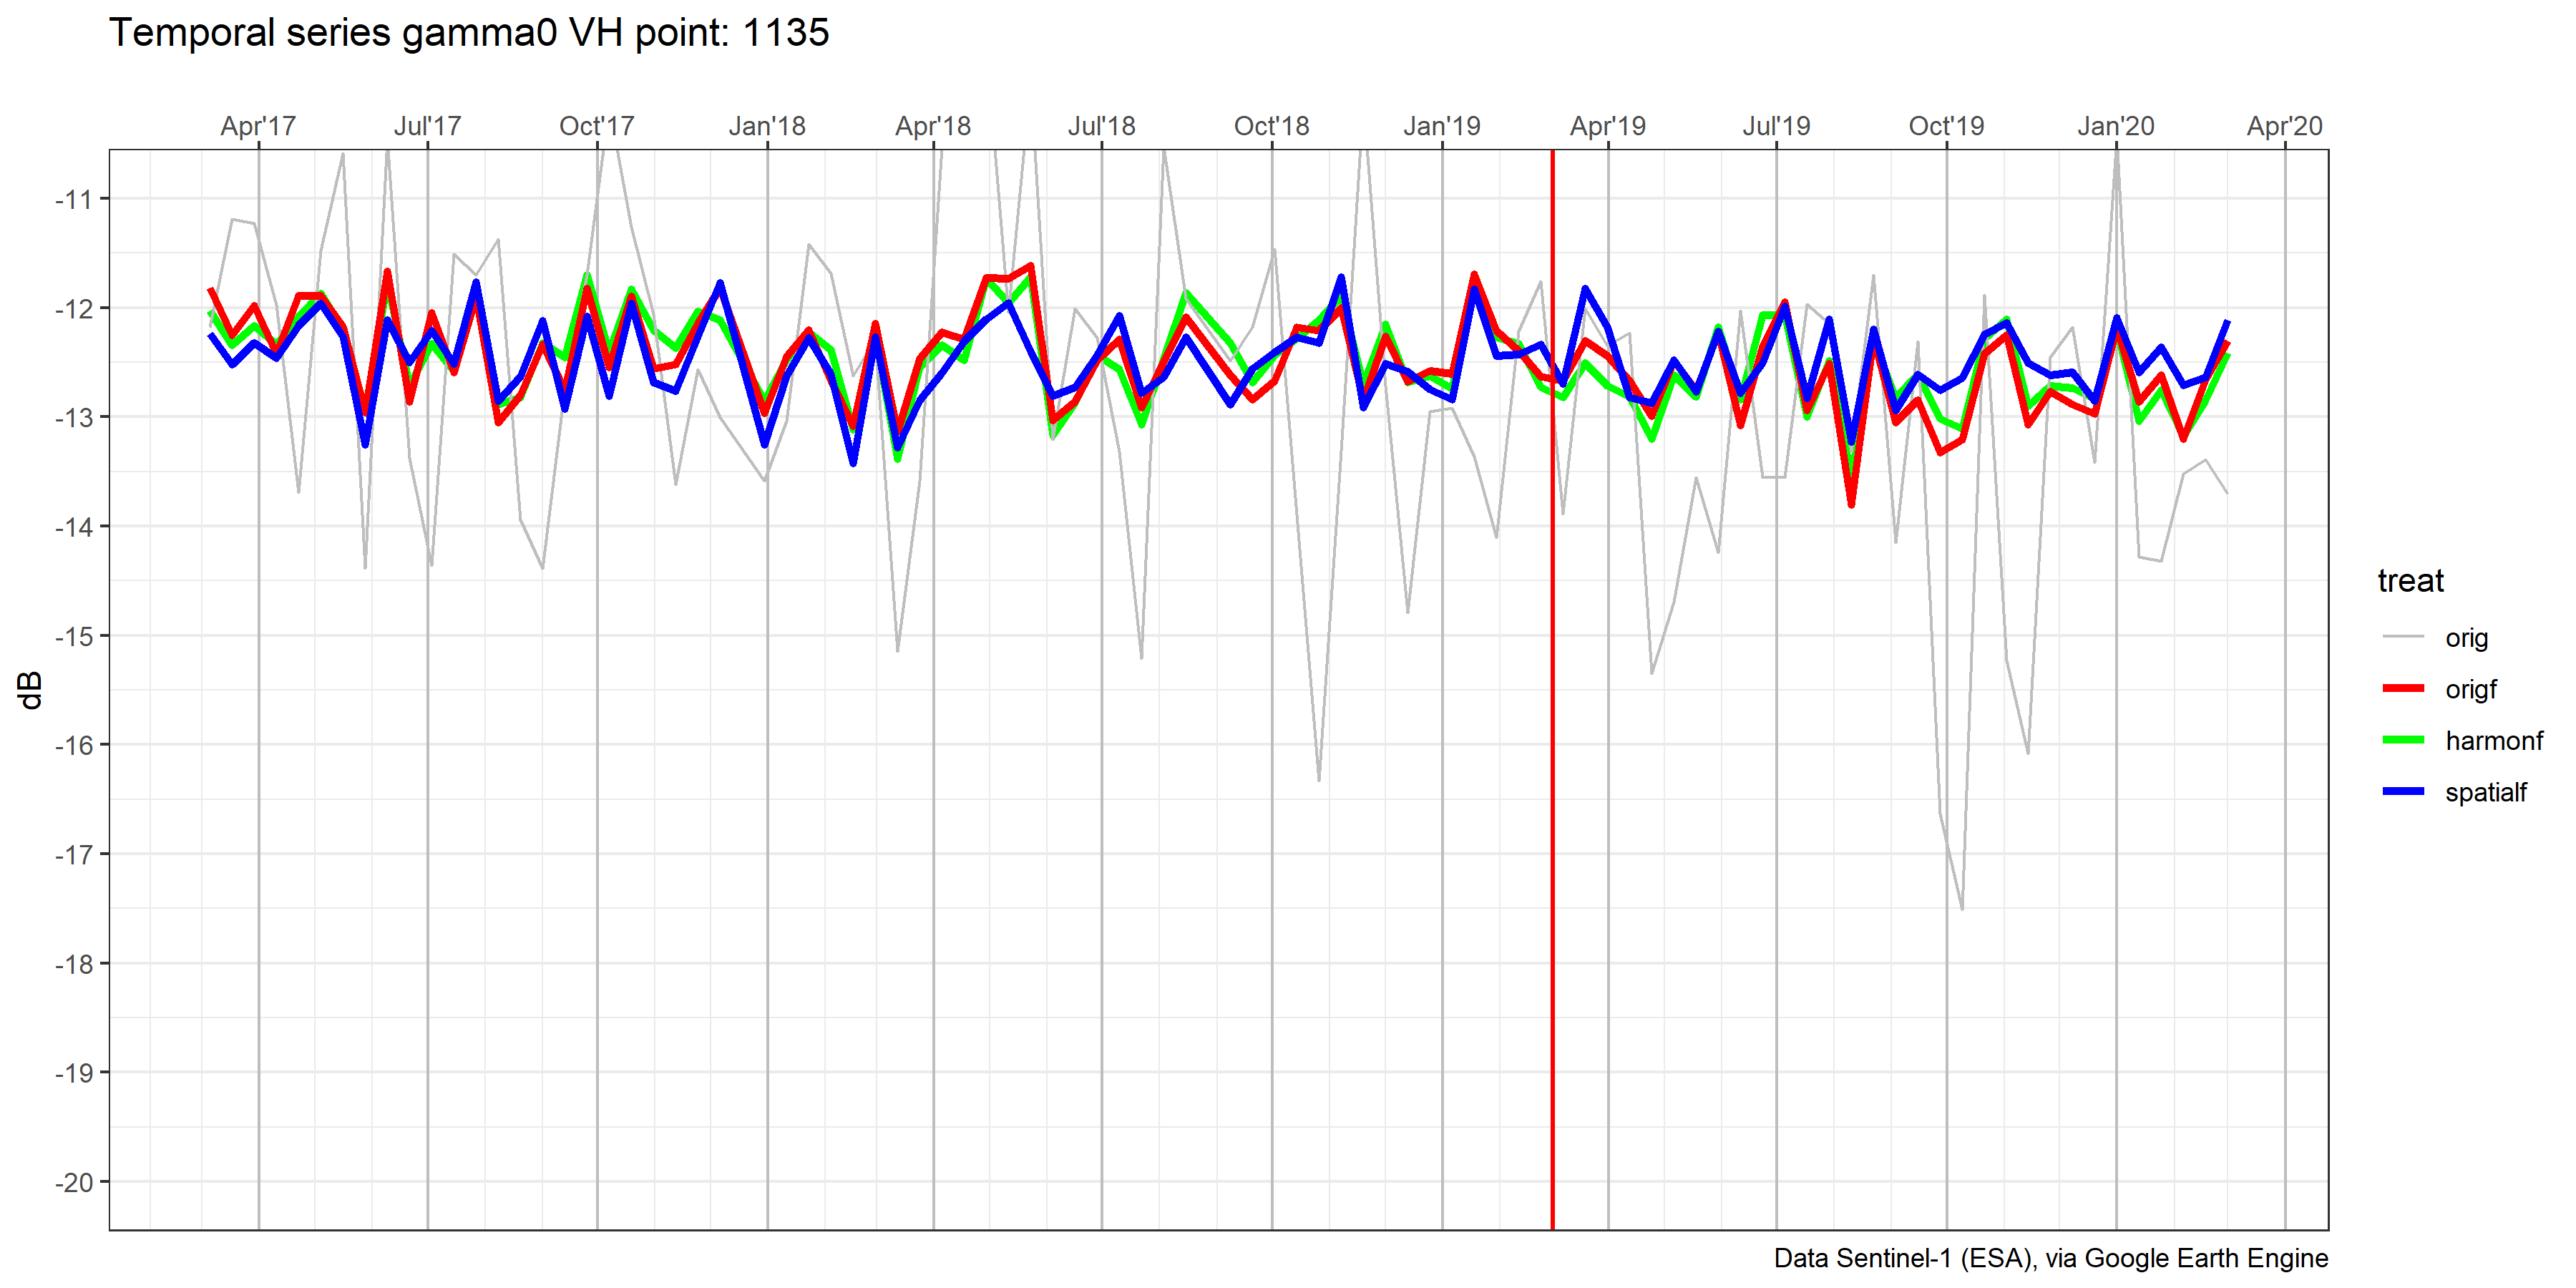 Temporal series gamma0 VH point: 1135
Apr'17 Jul'17 Oct'17 Jan'18 Apr'18 Jul'18 Oct'18 Jan'19 Apr'19 Jul'19 Oct'19 Jan'20 Apr'20
-11
-12
-13
-14
-15
-16
-17
-18
-19
-20
dB
treat
orig
origf
harmonf
spatialf
Data Sentinel-1 (ESA), via Google Earth Engine